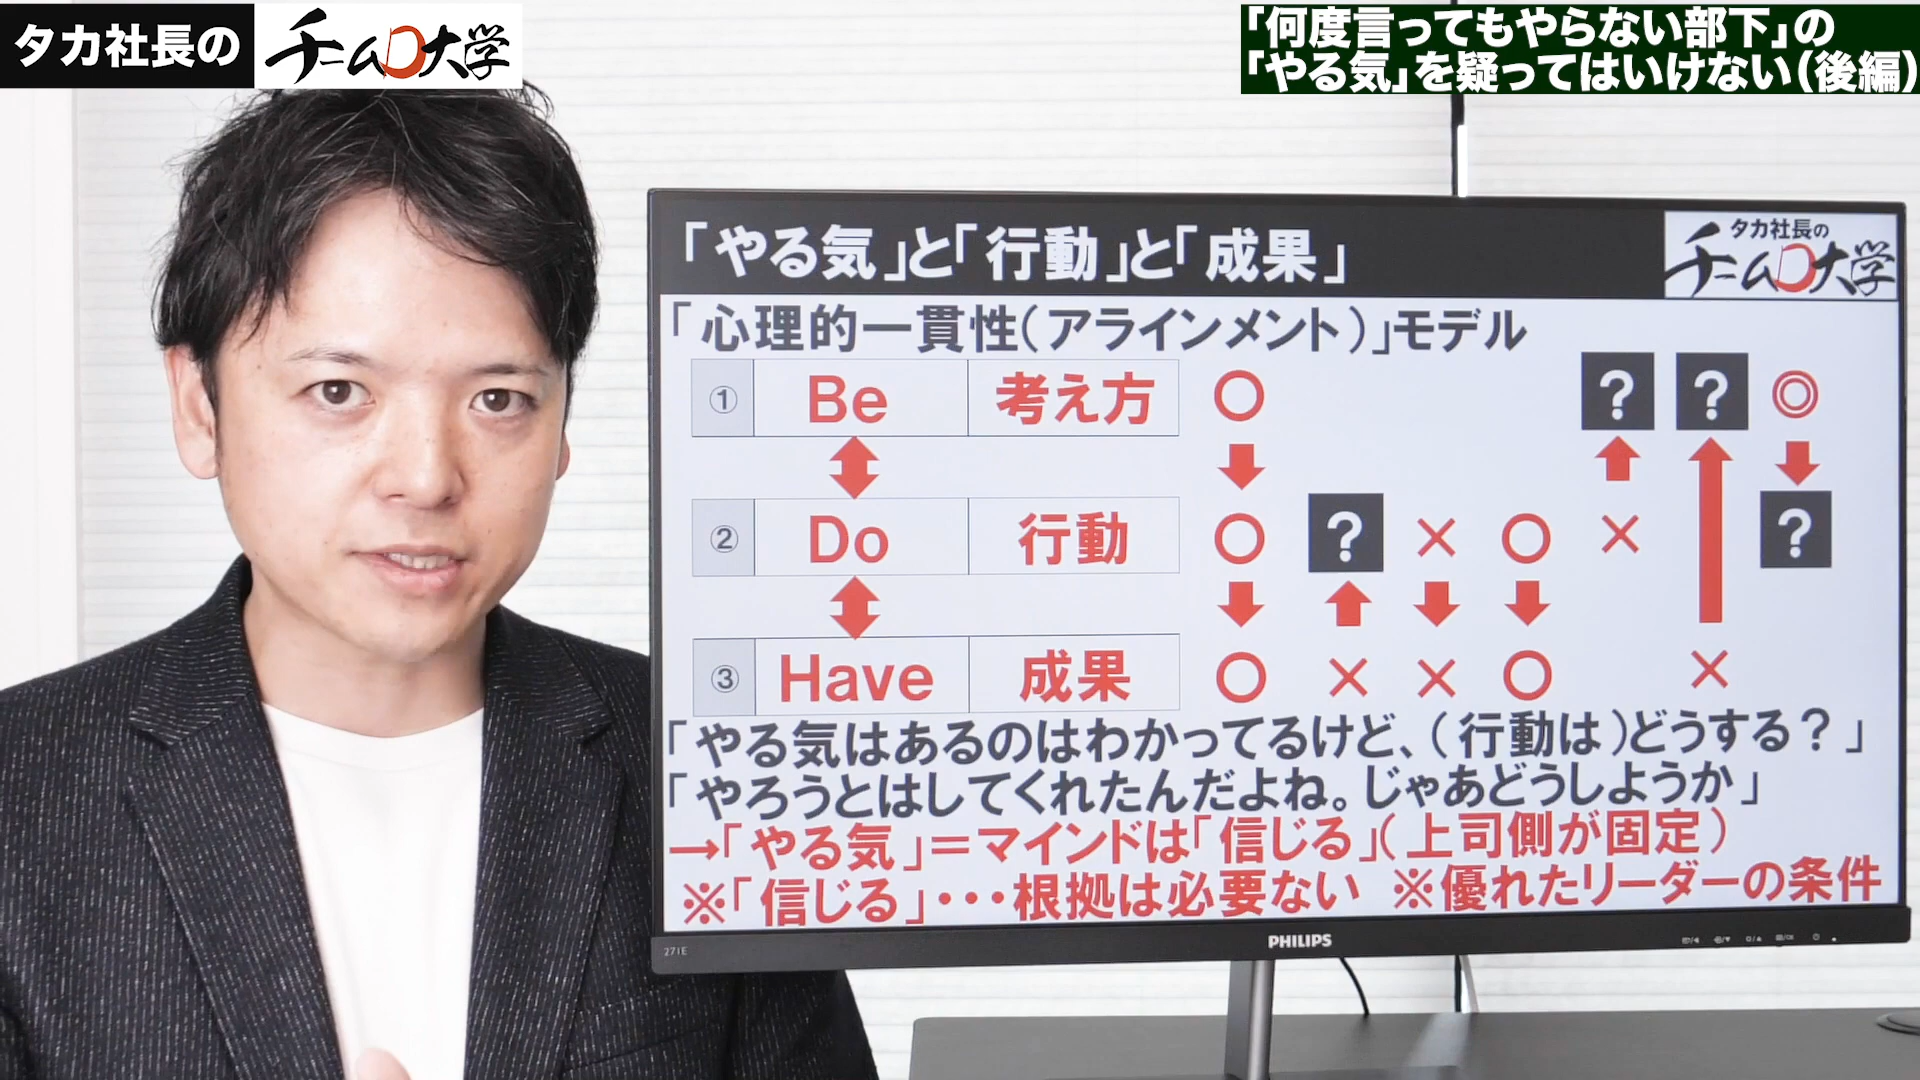 タカ社長の チームD大学
「何度言ってもやらない部下」の
「やる気」を疑ってはいけない（後編）
「やる気」と「行動」と「成果」
タカ社長の
チームD大学
「心理的一貫性（アラインメント）」モデル
① Be 考え方 ○ ? ? ◎
② Do 行動 ○ ? × ○ × ?
③ Have 成果 ○ × × ○ ×
「やる気はあるのはわかってるけど、（行動は）どうする？」
「やろうとはしてくれたんだよね。じゃあどうしようか」
→「やる気」＝マインドは「信じる」（上司側が固定）
※「信じる」・・・根拠は必要ない ※優れたリーダーの条件
271E
PHILIPS